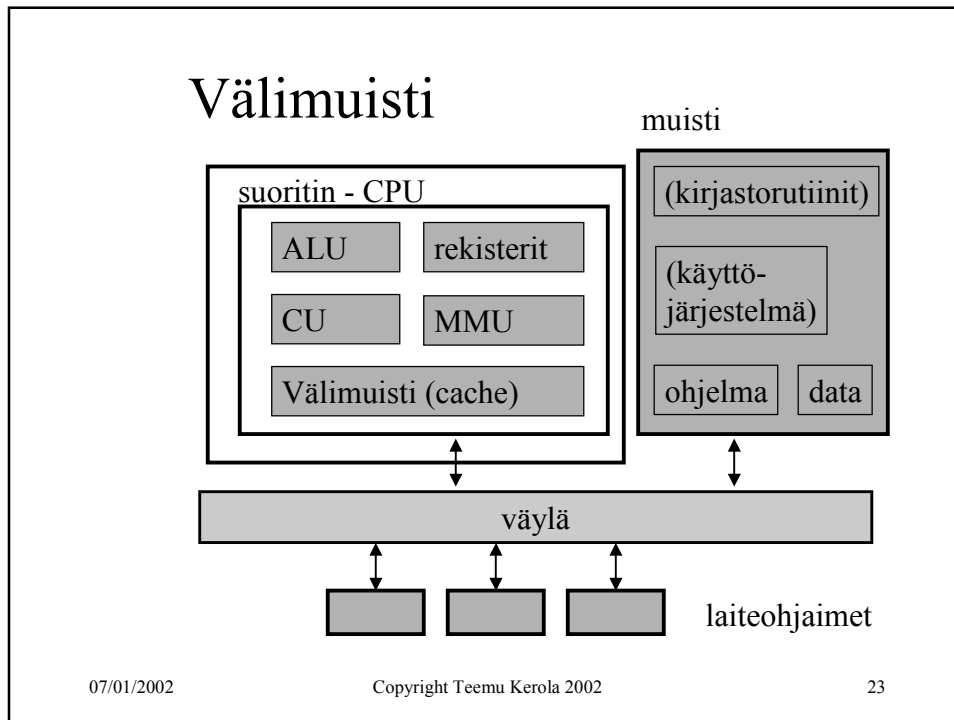 Välimuisti
muisti
suoritin - CPU
ALU
rekisterit
CU
MMU
Välimuisti (cache)
(kirjastorutiinit)
(käyttö-
järjestelmä)
ohjelma
data
väylä
laiteohjaimet
07/01/2002
Copyright Teemu Kerola 2002
23